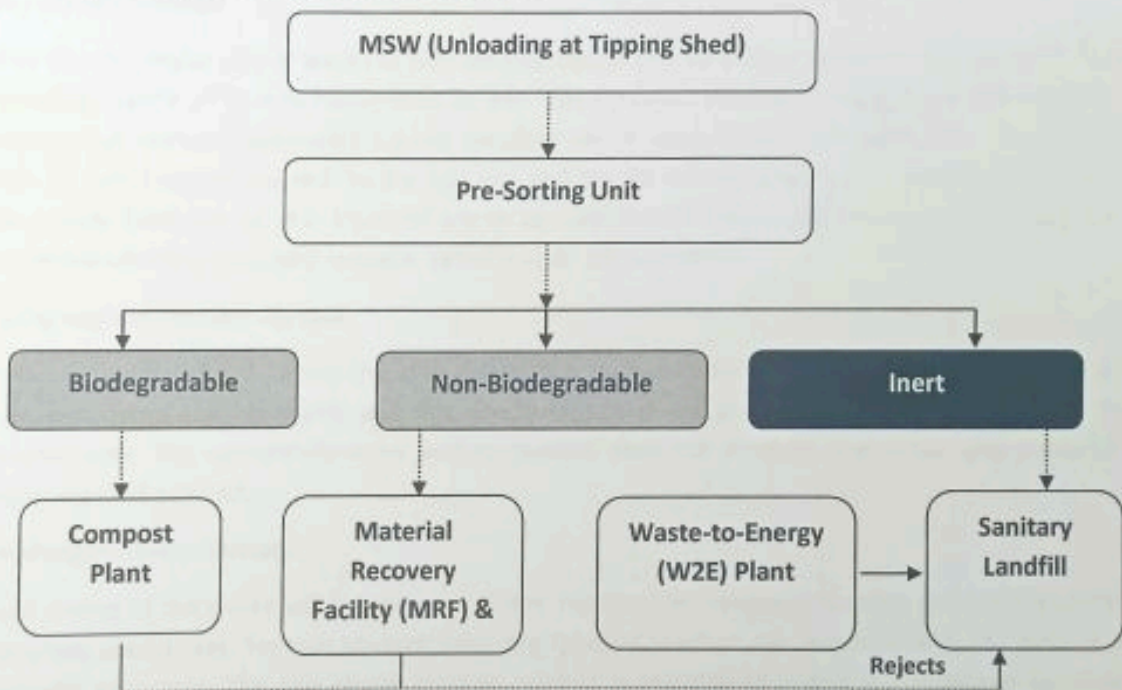 MSW (Unloading at Tipping Shed)
Pre-Sorting Unit
Biodegradable
Non-Biodegradable
Inert
Compost
Plant
Material
Recovery
Facility (MRF) &
Waste-to-Energy
(W2E) Plant
Sanitary
Landfill
Rejects